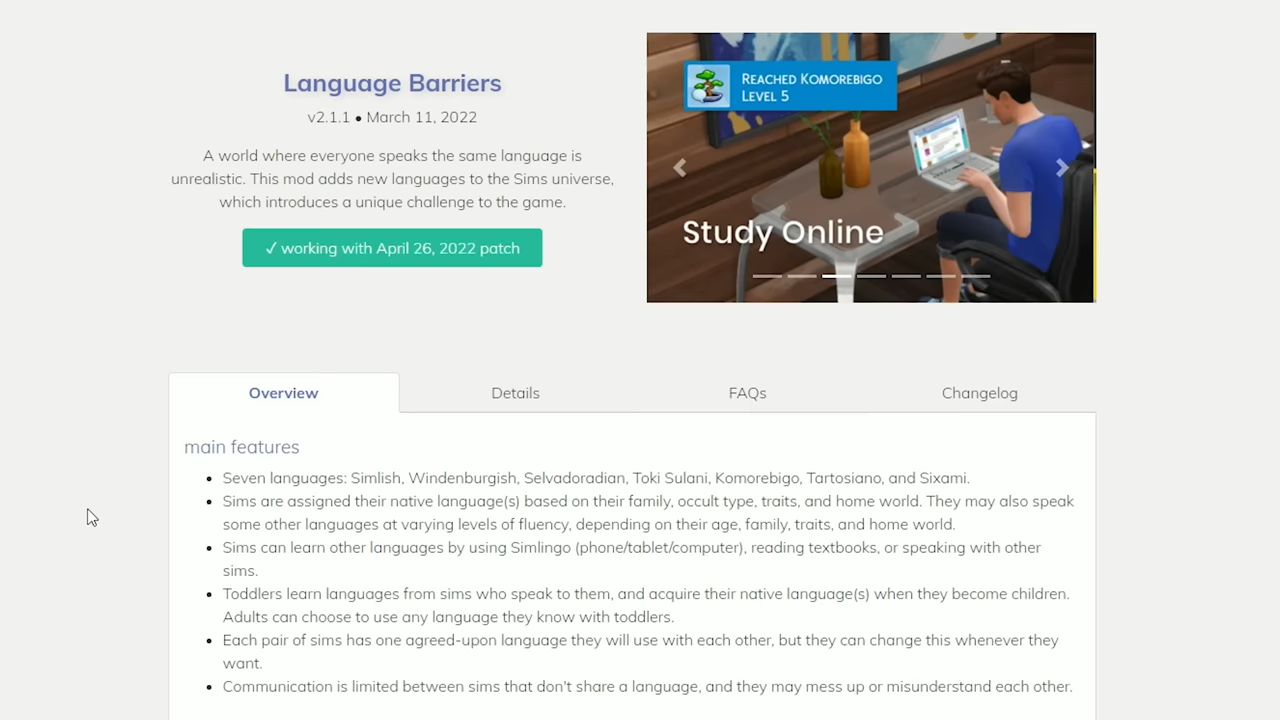 Language Barriers
v2.1.1 • March 11, 2022
A world where everyone speaks the same language is
unrealistic. This mod adds new languages to the Sims universe,
which introduces a unique challenge to the game.
✓ working with April 26, 2022 patch
REACHED KOMOREBIGO
LEVEL 5
Study Online
Overview
Details
FAQs
Changelog
main features
• Seven languages: Simlish, Windenburgish, Selvadoradian, Toki Sulani, Komorebigo, Tartosiano, and Sixami.
• Sims are assigned their native language(s) based on their family, occult type, traits, and home world. They may also speak
some other languages at varying levels of fluency, depending on their age, family, traits, and home world.
• Sims can learn other languages by using Simlingo (phone/tablet/computer), reading textbooks, or speaking with other
sims.
• Toddlers learn languages from sims who speak to them, and acquire their native language(s) when they become children.
Adults can choose to use any language they know with toddlers.
• Each pair of sims has one agreed-upon language they will use with each other, but they can change this whenever they
want.
• Communication is limited between sims that don't share a language, and they may mess up or misunderstand each other.